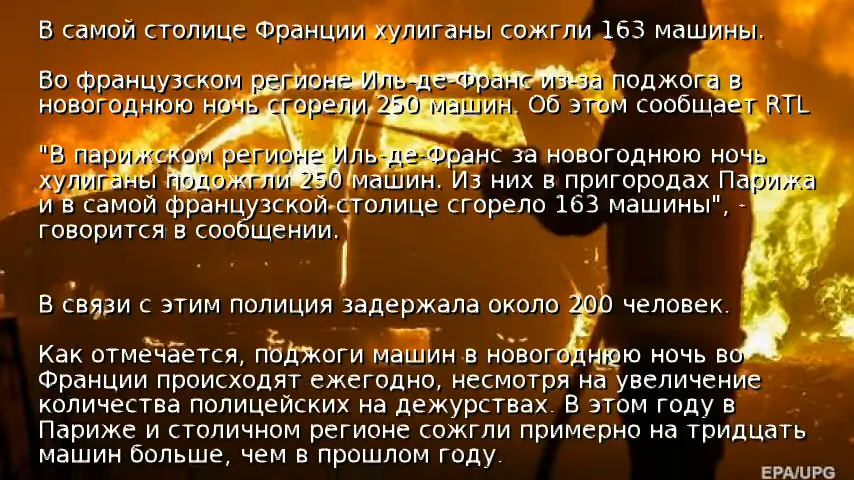 В самой столице Франции хулиганы сожгли 163 машины.
Во французском регионе Иль-де-Франс из-за поджога в
новогоднюю ночь сгорели 250 машин. Об этом сообщает RTL
"В парижском регионе Иль-де-Франс за новогоднюю ночь
хулиганы подожгли 250 машин. Из них в пригородах Парижа
и в самой французской столице сгорело 163 машины", -
говорится в сообщении.
В связи с этим полиция задержала около 200 человек.
Как отмечается, поджоги машин в новогоднюю ночь во
Франции происходят ежегодно, несмотря на увеличение
количества полицейских на дежурствах. В этом году в
Париже и столичном регионе сожгли примерно на тридцать
машин больше, чем в прошлом году.
EPA/UPG